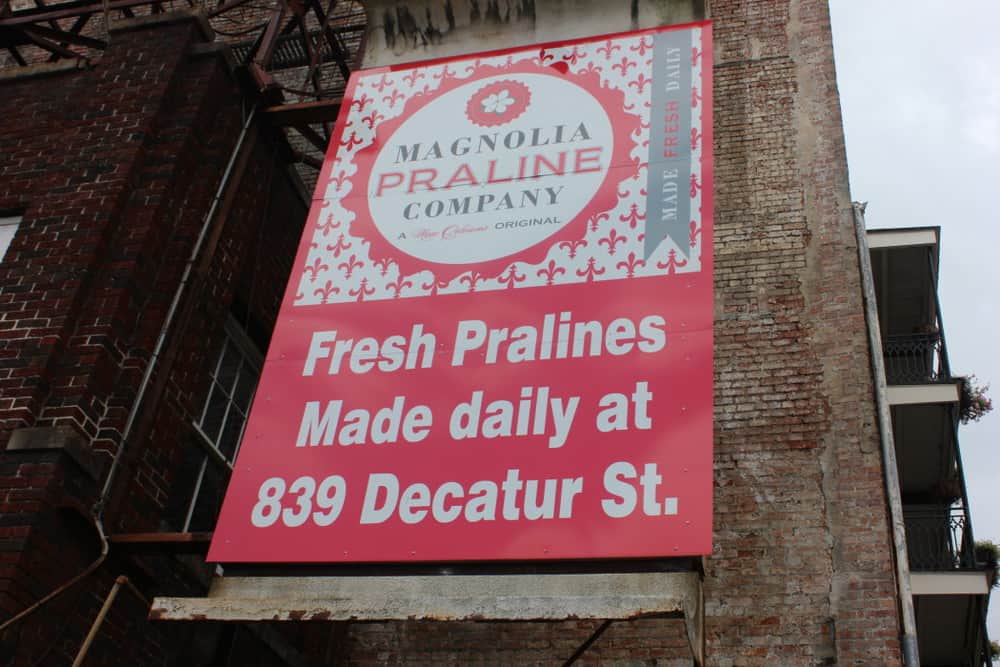 MAGNOLIA
PRALINE
COMPANY
A New Orleans ORIGINAL
MADE FRESH DAILY
Fresh Pralines
Made daily at
839 Decatur St.